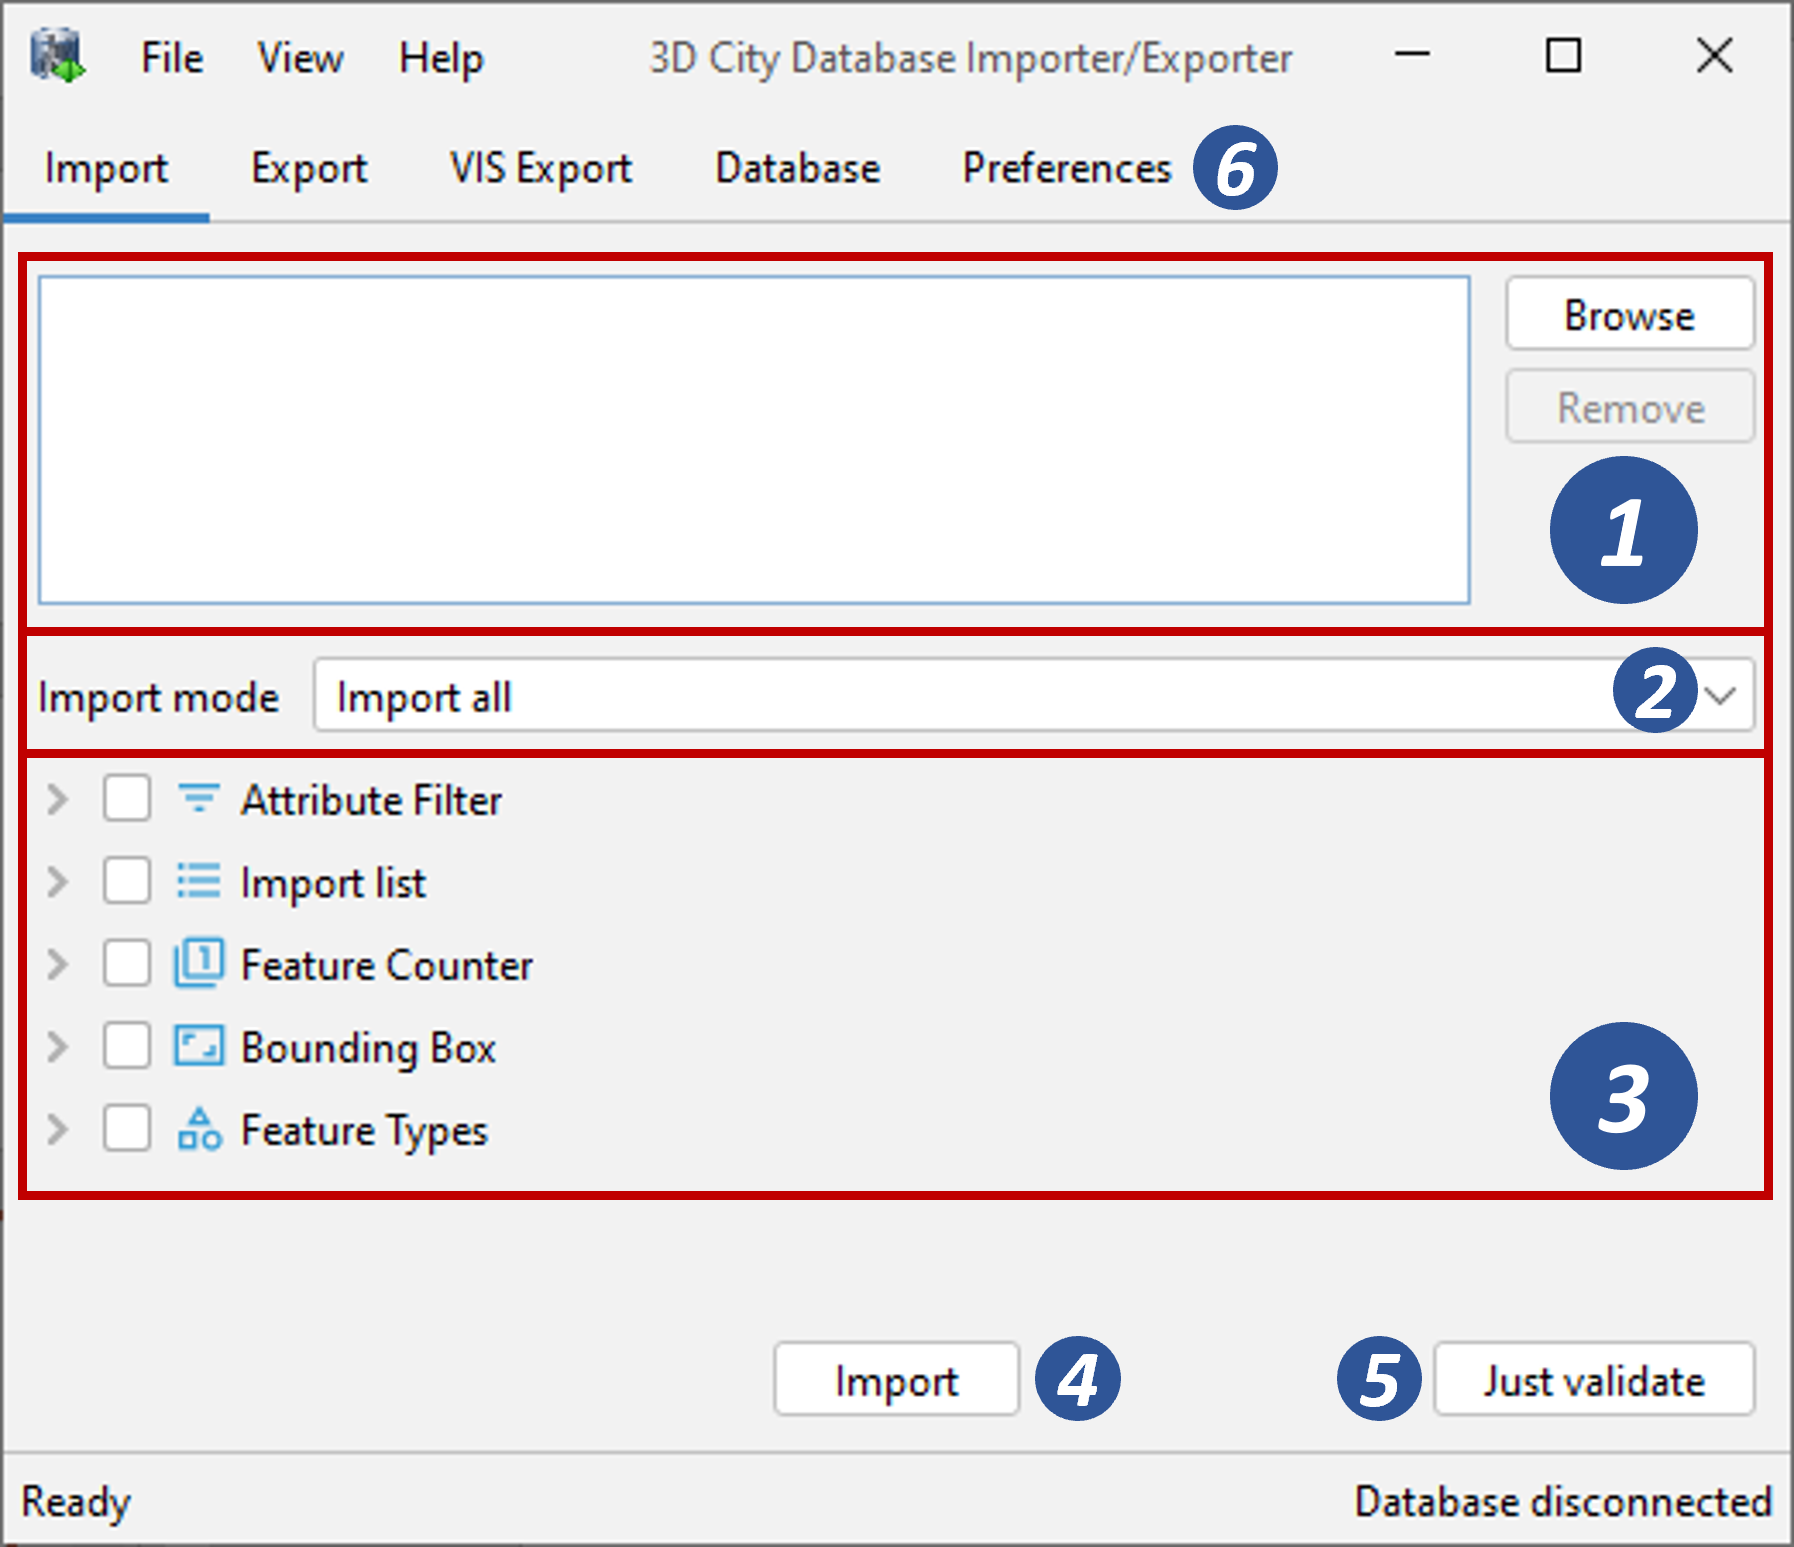 File View Help 3D City Database Importer/Exporter
Import Export VIS Export Database Preferences 6
Browse
Remove
1
Import mode Import all 2
Attribute Filter
Import list
1 Feature Counter
Bounding Box
3
Feature Types
Import 4 5 Just validate
Ready Database disconnected